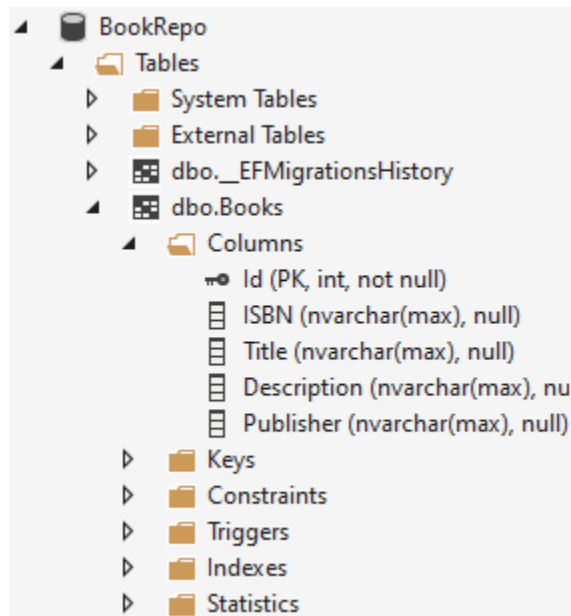 BookRepo
Tables
System Tables
External Tables
dbo.__EFMigrationsHistory
dbo.Books
Columns
Id (PK, int, not null)
ISBN (nvarchar(max), null)
Title (nvarchar(max), null)
Description (nvarchar(max), nu
Publisher (nvarchar(max), null)
Keys
Constraints
Triggers
Indexes
Statistics